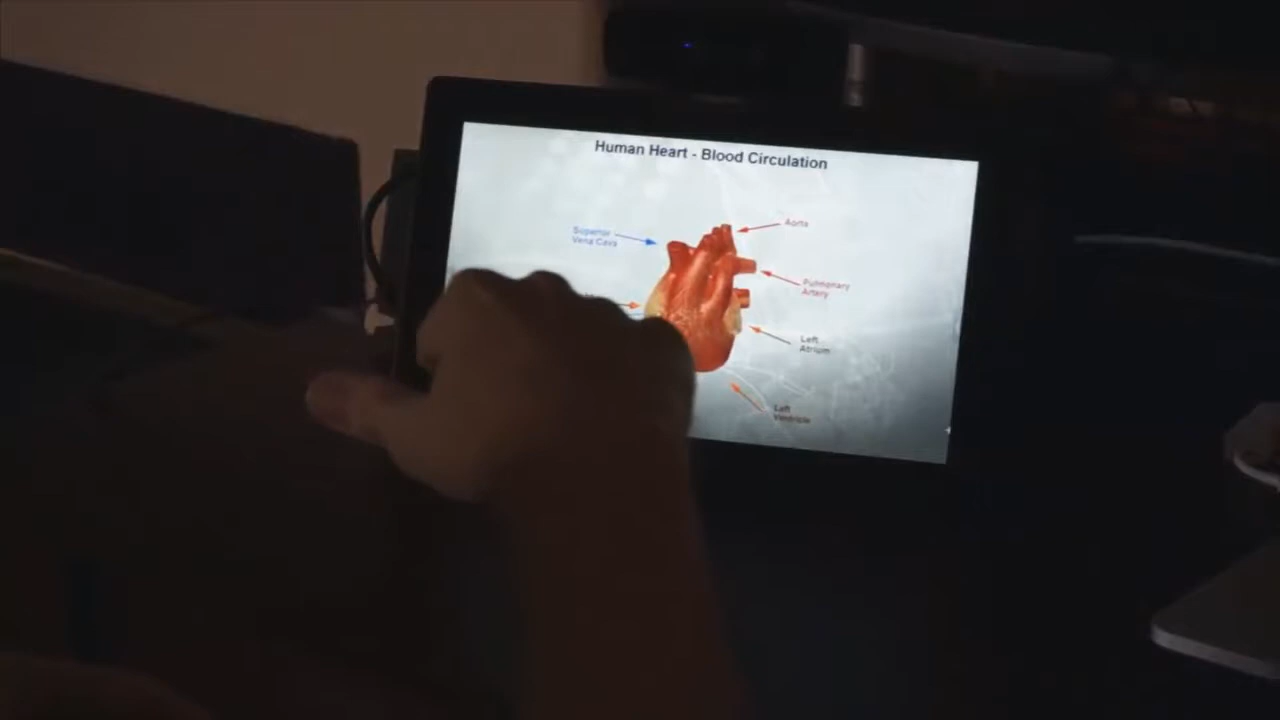 Human Heart - Blood Circulation
Aorta
Superior
Vena Cava
Pulmonary
Artery
Left
Atrium
Left
Ventricle